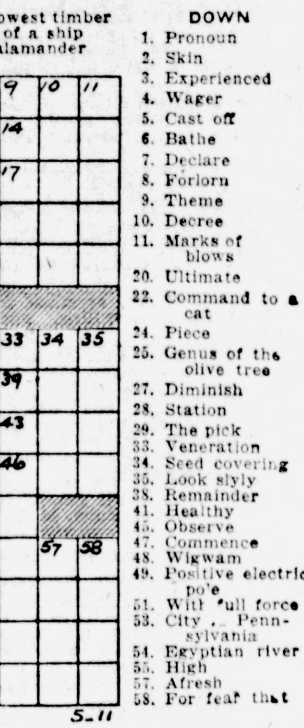 owest timber
of a ship
alamander
9 10 11
14
17
33 34 35
39
43
46
57 58
5-11
DOWN
1. Pronoun
2. Skin
3. Experienced
4. Wager
5. Cast off
6. Bathe
7. Declare
8. Forlorn
9. Theme
10. Decree
11. Marks of
blows
20. Ultimate
22. Command to a
cat
24. Piece
25. Genus of the
olive tree
27. Diminish
28. Station
29. The pick
33. Veneration
34. Seed covering
35. Look slyly
38. Remainder
41. Healthy
45. Observe
47. Commence
48. Wigwam
49. Positive electric
po'e
51. With full force
53. City .. Penn-
sylvania
54. Egyptian river
55. High
57. Afresh
58. For fear that